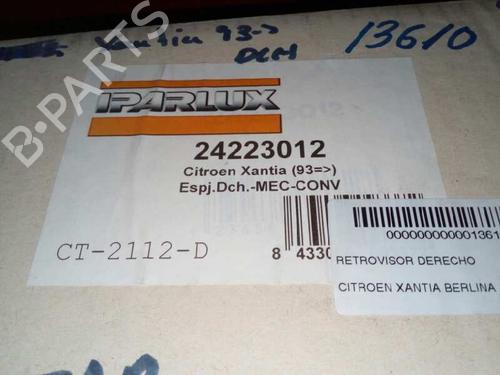 Xantia 93->
DCH
13610
B-PARTS
IPARLUX
24223012
Citroen Xantia (93=>)
Espj.Dch.-MEC-CONV
CT-2112-D
8 4330
0000000000001361
RETROVISOR DERECHO
CITROEN XANTIA BERLINA